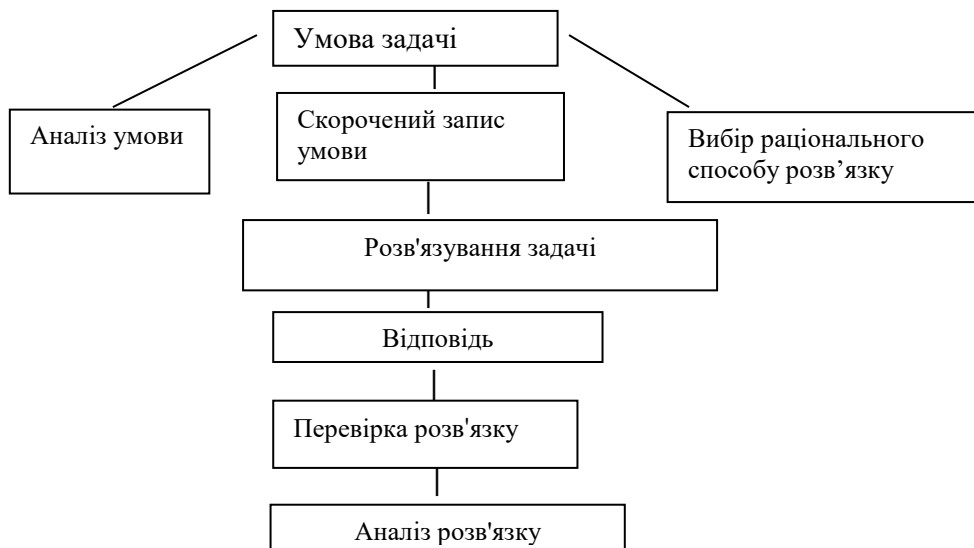 Умова задачі
Аналіз умови
Скорочений запис
умови
Вибір раціонального
способу розв’язку
Розв'язування задачі
Відповідь
Перевірка розв'язку
Аналіз розв'язку